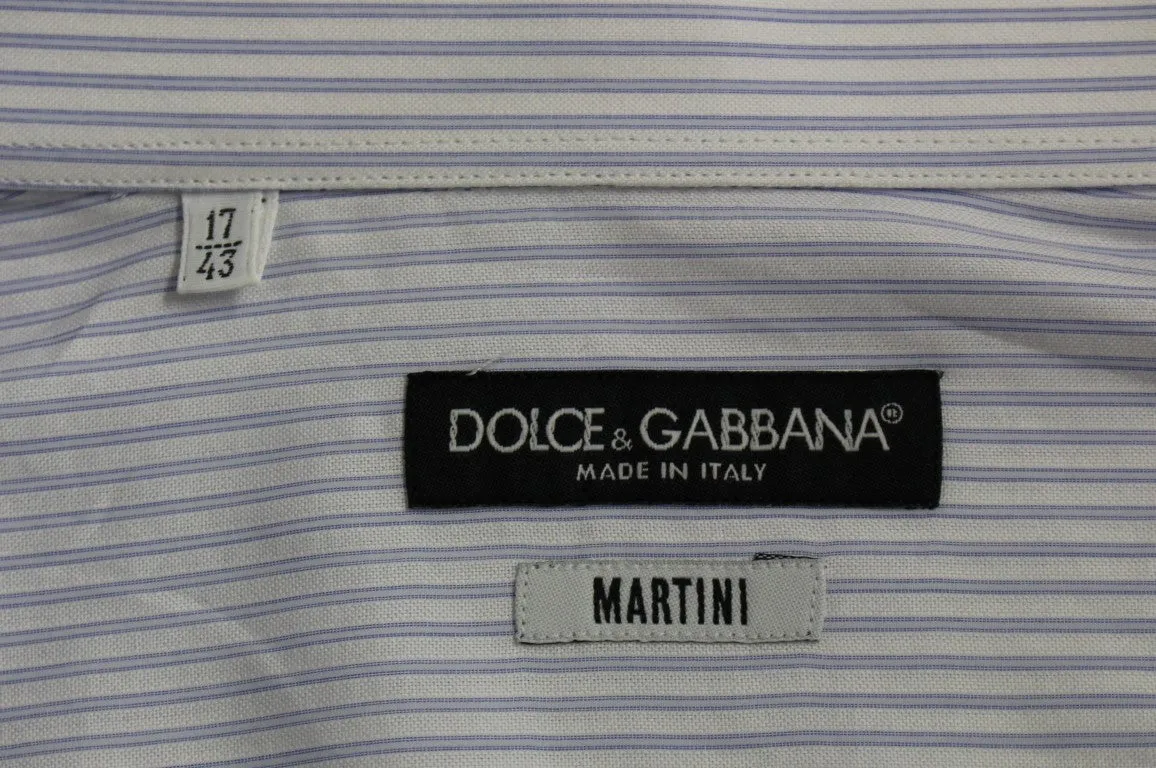 17
43
DOLCE & GABBANA®
MADE IN ITALY
MARTINI